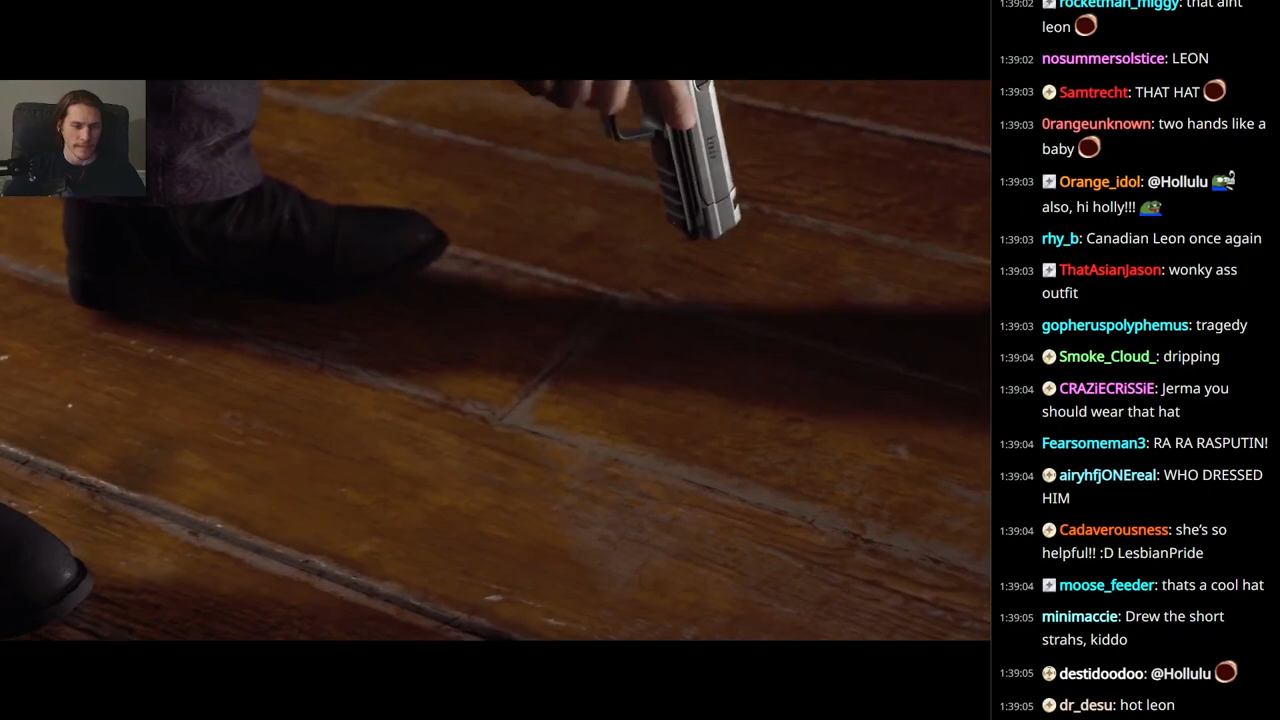 1:39:02 rocketman_miggy: that aint
leon
1:39:02 nosummersolstice: LEON
1:39:03 Samtrecht: THAT HAT
1:39:03 0rangeunknown: two hands like a
baby
1:39:03 Orange_idol: @Hollulu
also, hi holly!!!
1:39:03 rhy_b: Canadian Leon once again
1:39:03 ThatAsianJason: wonky ass
outfit
1:39:03 gopheruspolyphemus: tragedy
1:39:04 Smoke_Cloud_: dripping
1:39:04 CRAZiECRiSSiE: Jerma you
should wear that hat
1:39:04 Fearsomeman3: RA RA RASPUTIN!
1:39:04 airyhfjONEreal: WHO DRESSED
HIM
1:39:04 Cadaverousness: she's so
helpful!! :D LesbianPride
1:39:04 moose_feeder: thats a cool hat
1:39:05 minimaccie: Drew the short
strahs, kiddo
1:39:05 destidoodoo: @Hollulu
1:39:05 dr_desu: hot leon